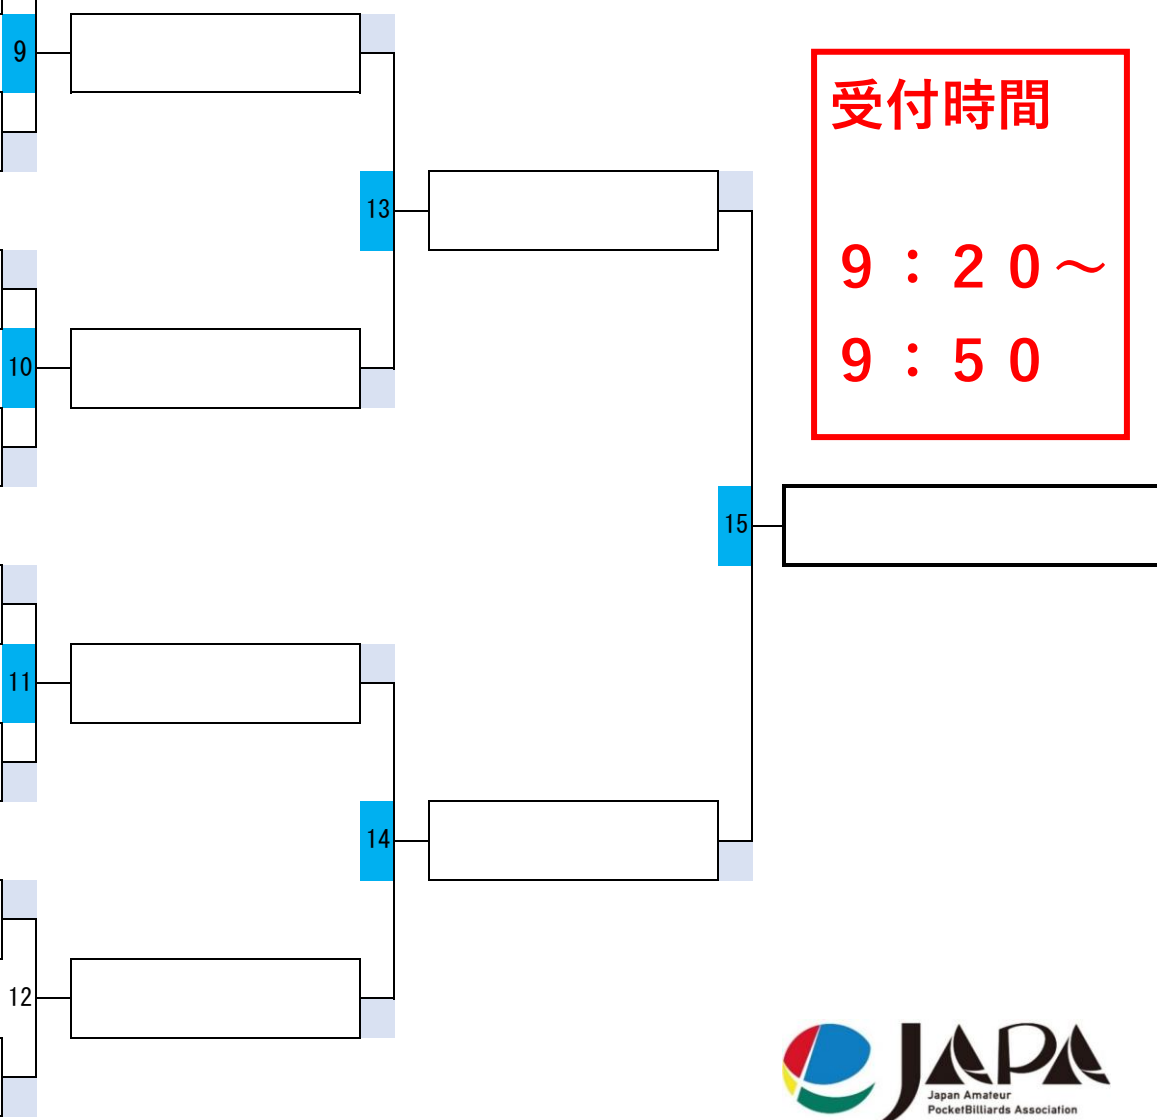 9
受付時間
13
９：２０～
10
９：５０
15
11
14
12
JAPA
Japan Amateur
PocketBilliards Association